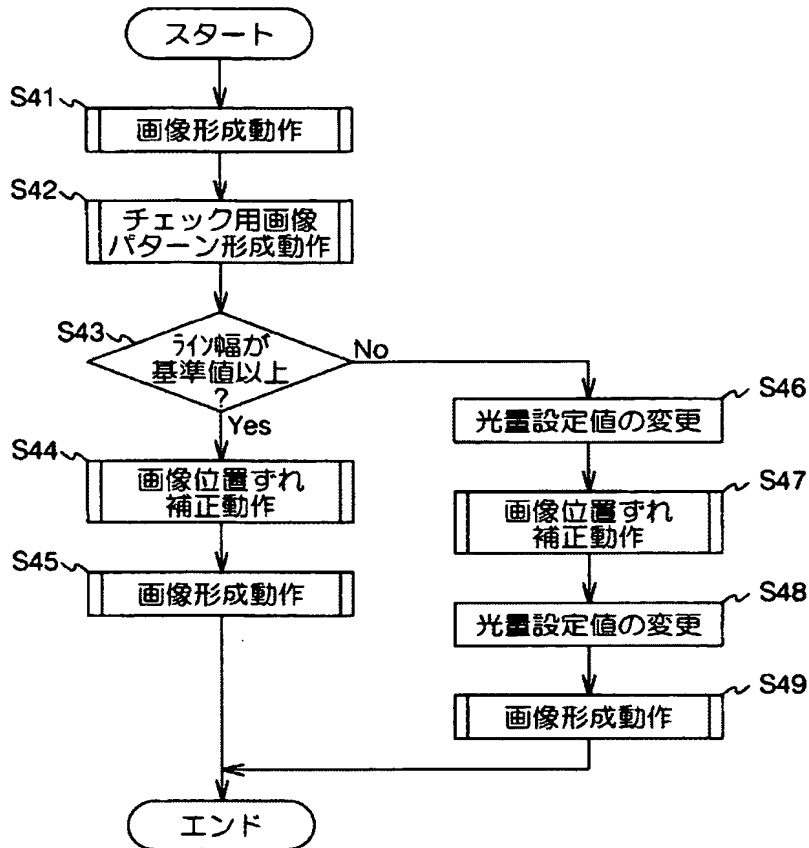 スタート
S41
画像形成動作
S42
チェック用画像
パターン形成動作
S43
ライン幅が
基準値以上
?
No
Yes
S44
画像位置ずれ
補正動作
S45
画像形成動作
S46
光量設定値の変更
S47
画像位置ずれ
補正動作
S48
光量設定値の変更
S49
画像形成動作
エンド